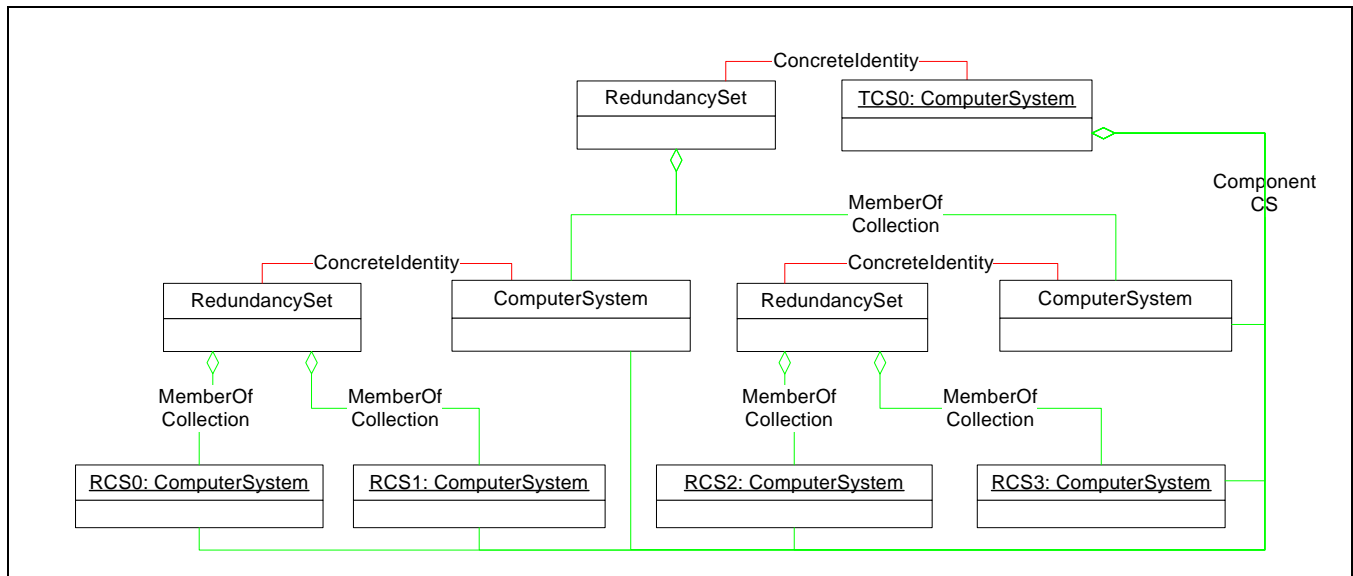 ConcreteIdentity
RedundancySet
TCS0: ComputerSystem
Component
CS
MemberOf
Collection
ConcreteIdentity
ConcreteIdentity
RedundancySet
ComputerSystem
RedundancySet
ComputerSystem
MemberOf
Collection
MemberOf
Collection
MemberOf
Collection
MemberOf
Collection
RCS0: ComputerSystem
RCS1: ComputerSystem
RCS2: ComputerSystem
RCS3: ComputerSystem